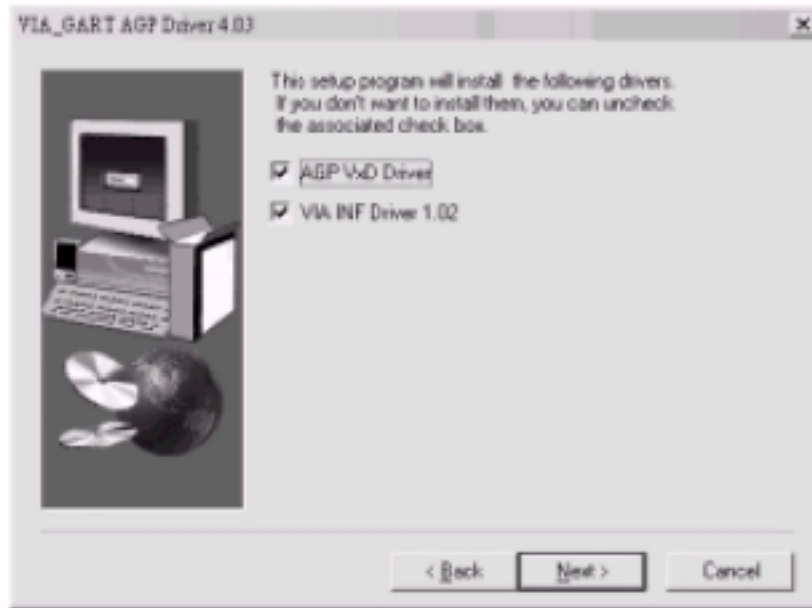 VIA_GART AGP Driver 4.03
This setup program will install the following drivers.
If you don't want to install them, you can uncheck
the associated check box.
AGP VxD Driver
VIA INF Driver 1.02
< Back
Next >
Cancel